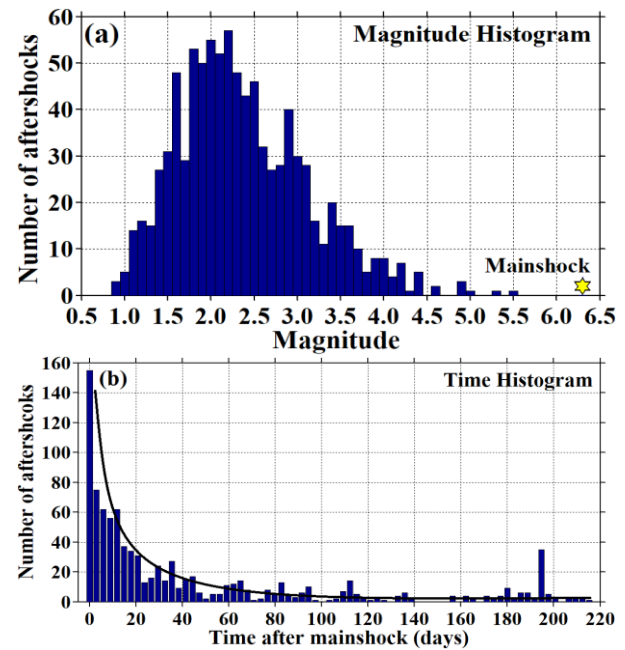 60
(a)
Magnitude Histogram
50
40
30
20
10
0
Number of aftershocks
Mainshock
0.5 1.0 1.5 2.0 2.5 3.0 3.5 4.0 4.5 5.0 5.5 6.0 6.5
Magnitude
160
(b)
Time Histogram
140
120
100
80
60
40
20
0
Number of aftershcoks
0 20 40 60 80 100 120 140 160 180 200 220
Time after mainshock (days)